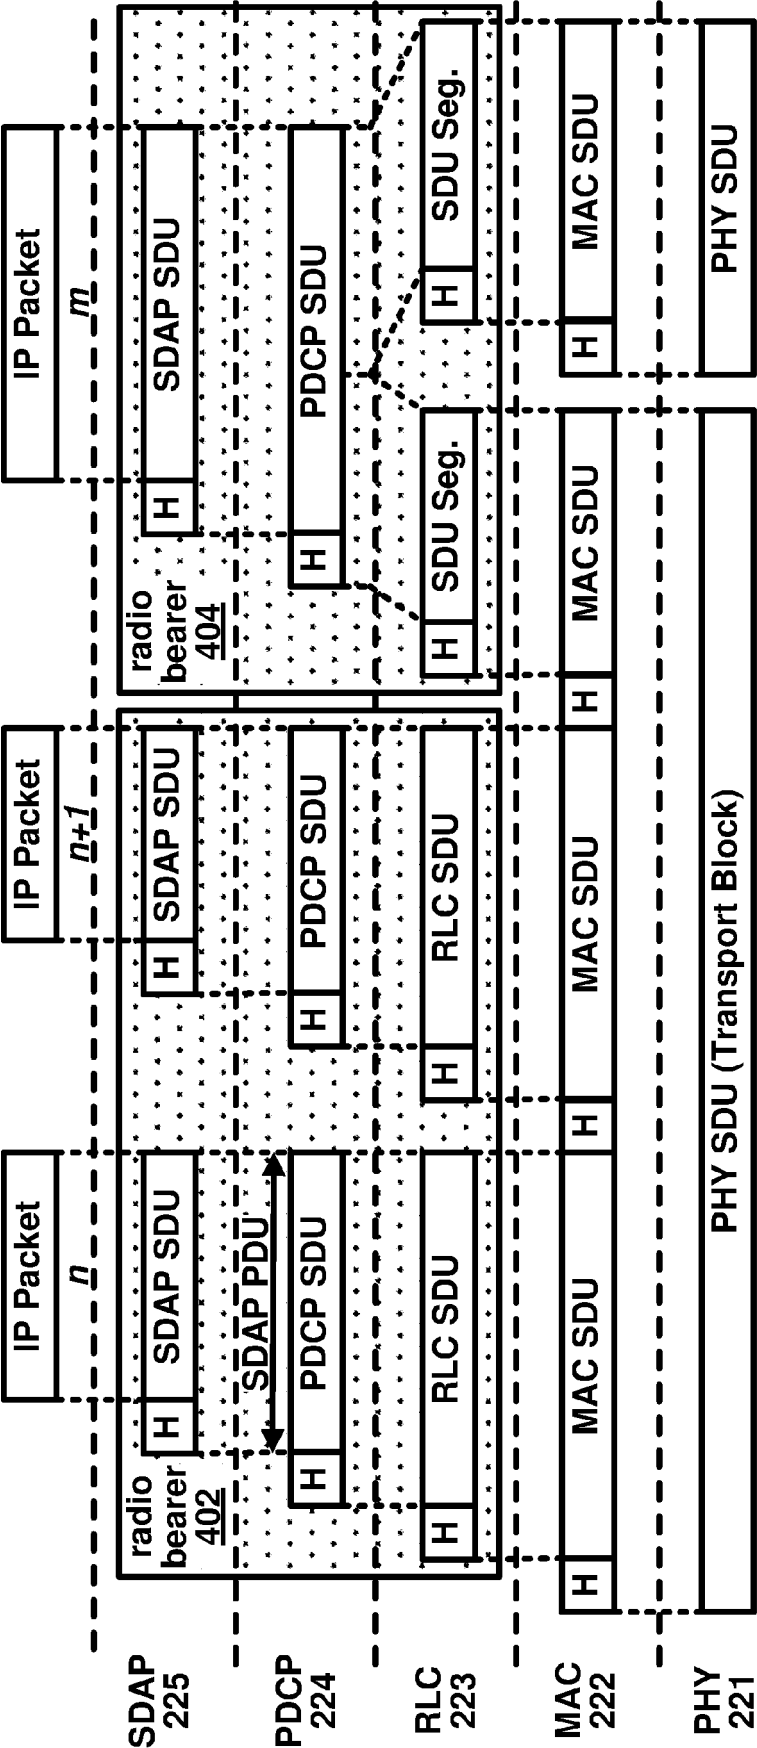 IP Packet
n
IP Packet
n+1
IP Packet
m
SDAP
225
radio
bearer
402
H
SDAP SDU
H
SDAP SDU
radio
bearer
404
H
SDAP SDU
SDAP PDU
PDCP
224
H
PDCP SDU
H
PDCP SDU
H
PDCP SDU
RLC
223
H
RLC SDU
H
RLC SDU
H
SDU Seg.
H
SDU Seg.
MAC
222
H
MAC SDU
H
MAC SDU
H
MAC SDU
H
MAC SDU
PHY
221
PHY SDU (Transport Block)
PHY SDU